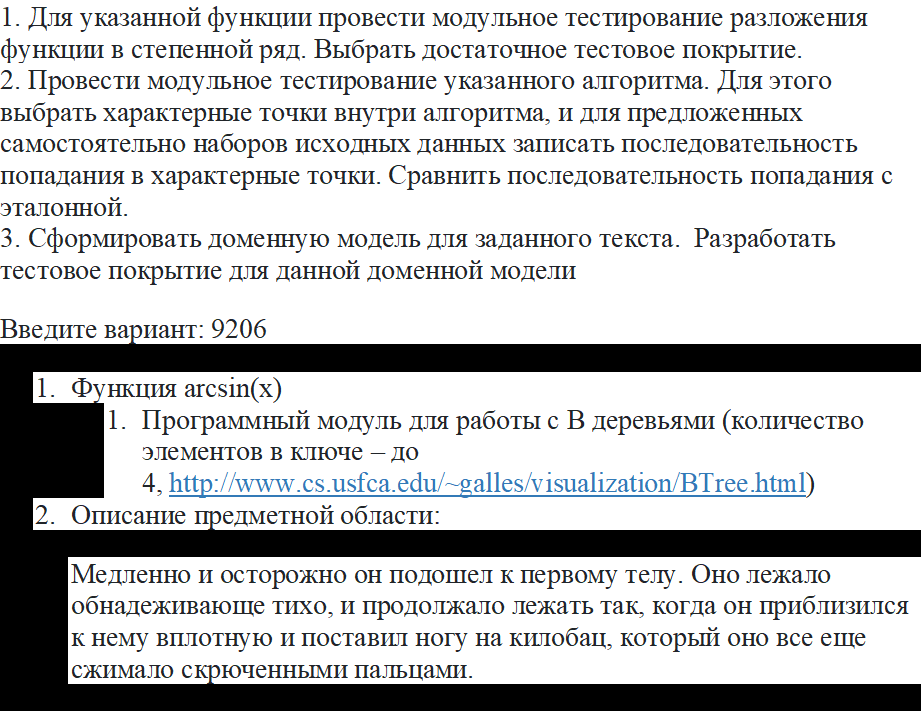 1. Для указанной функции провести модульное тестирование разложения
функции в степенной ряд. Выбрать достаточное тестовое покрытие.
2. Провести модульное тестирование указанного алгоритма. Для этого
выбрать характерные точки внутри алгоритма, и для предложенных
самостоятельно наборов исходных данных записать последовательность
попадания в характерные точки. Сравнить последовательность попадания с
эталонной.
3. Сформировать доменную модель для заданного текста.  Разработать
тестовое покрытие для данной доменной модели
Введите вариант: 9206
1. Функция arcsin(x)
1. Программный модуль для работы с B деревьями (количество
элементов в ключе – до
4, http://www.cs.usfca.edu/~galles/visualization/BTree.html)
2. Описание предметной области:
Медленно и осторожно он подошел к первому телу. Оно лежало
обнадеживающе тихо, и продолжало лежать так, когда он приблизился
к нему вплотную и поставил ногу на килобац, который оно все еще
сжимало скрюченными пальцами.